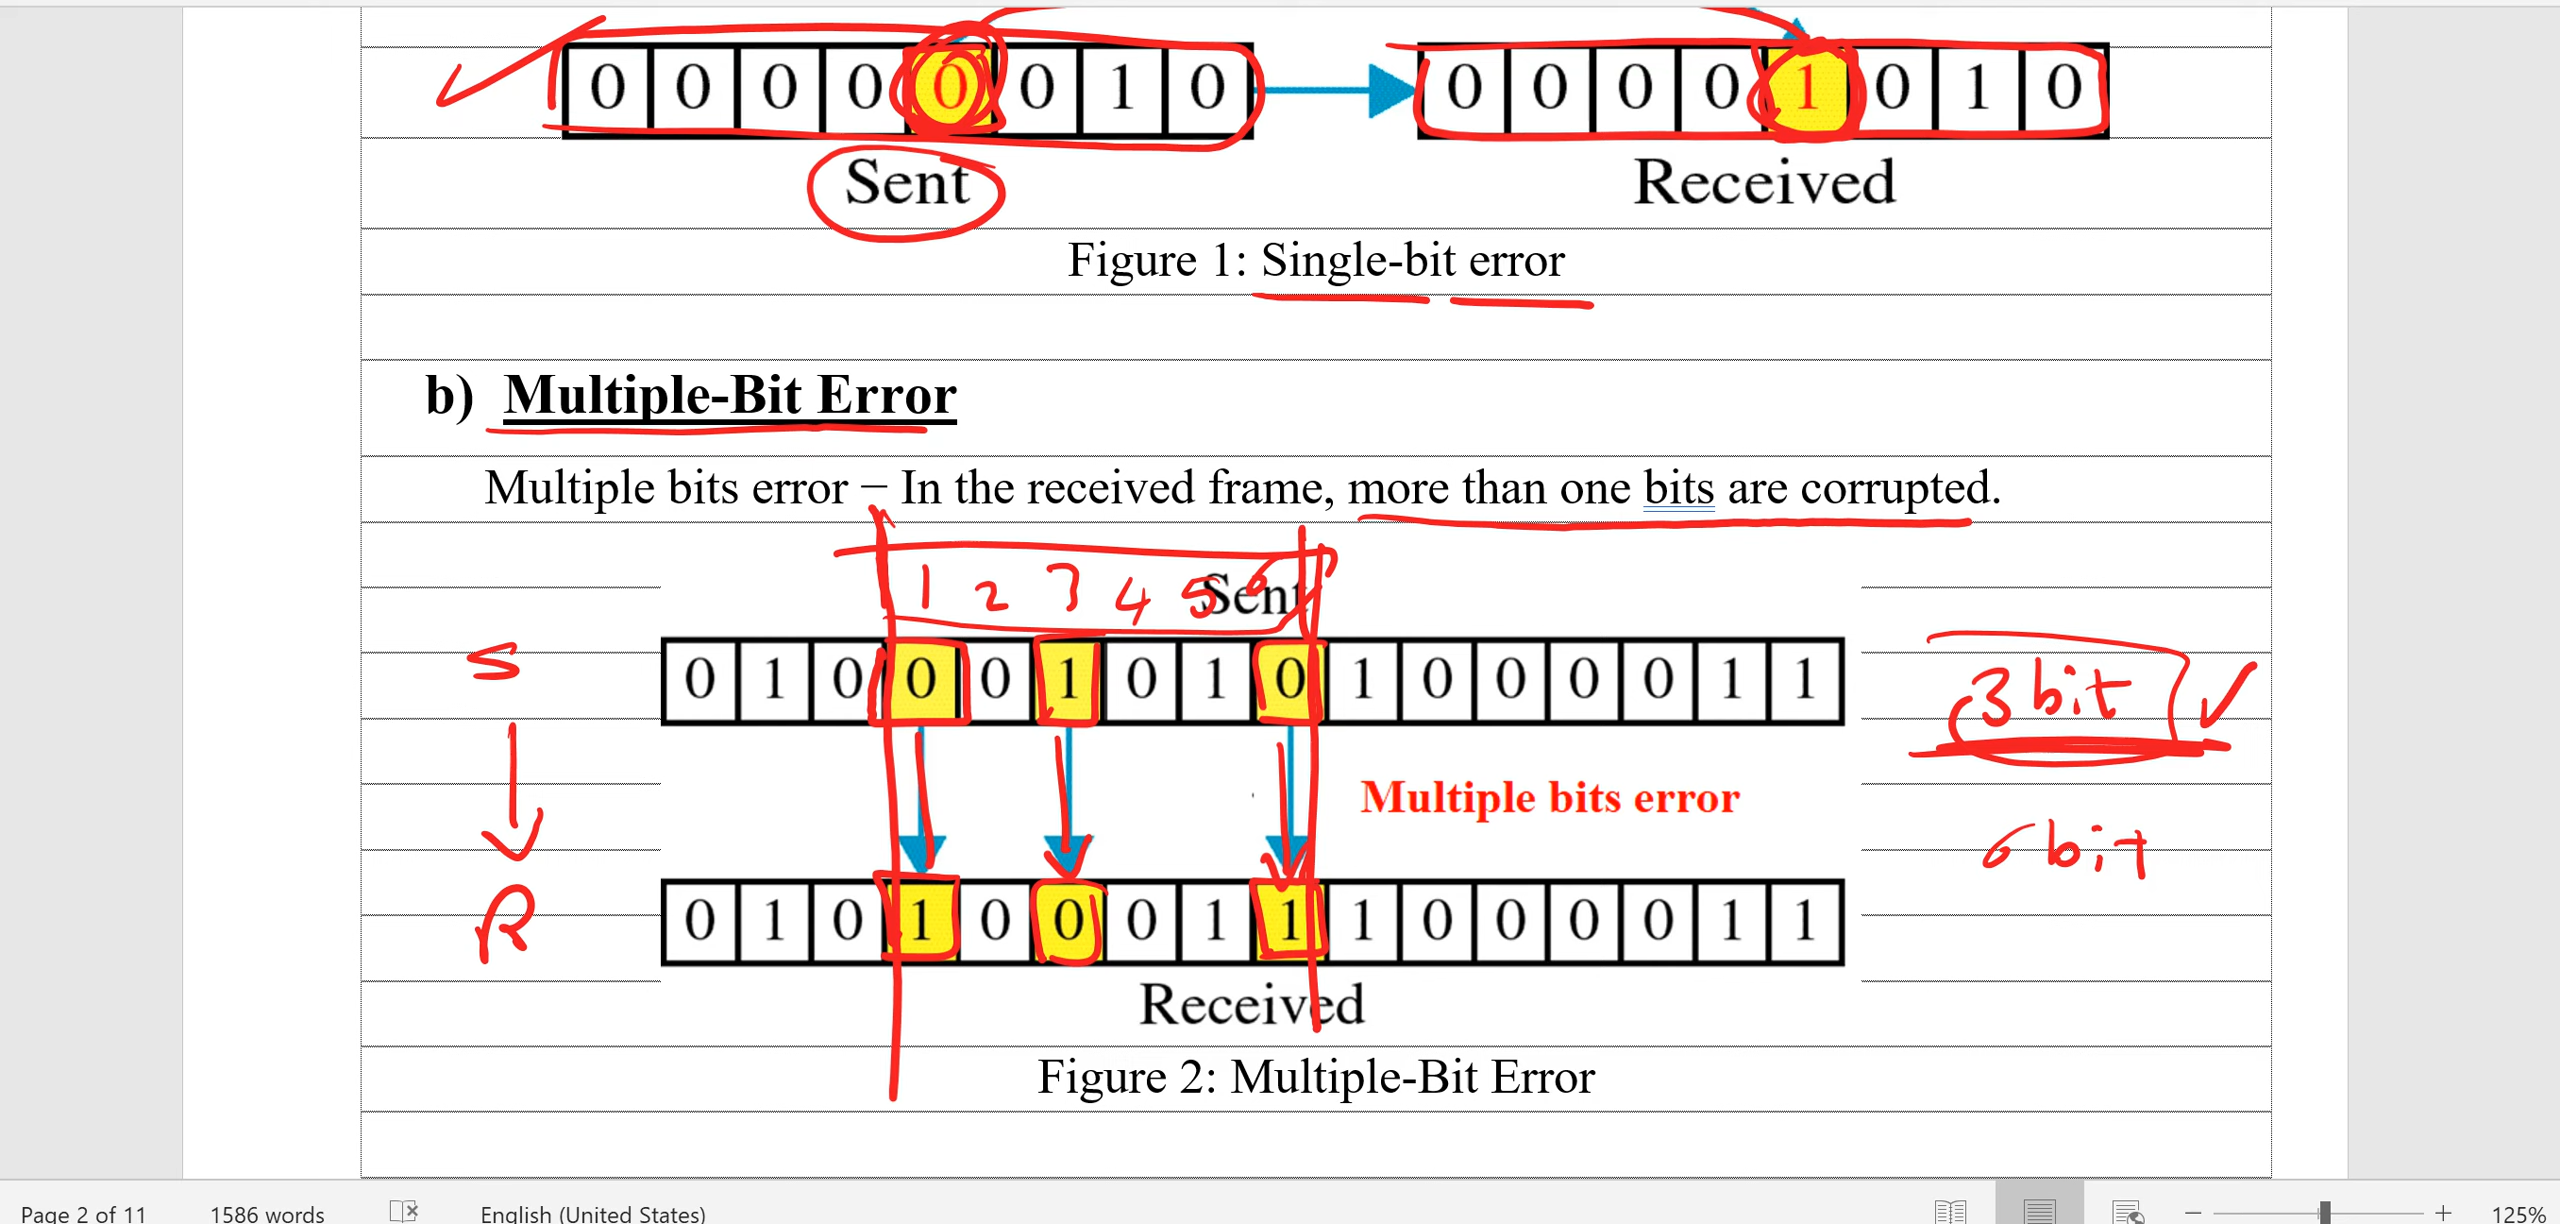 0 0 0 0 0 0 1 0 0 0 0 0 1 0 1 0
Sent Received
Figure 1: Single-bit error
b) Multiple-Bit Error
Multiple bits error – In the received frame, more than one bits are corrupted.
1 2 3 4 5 6
Sent
S 0 1 0 0 0 1 0 1 0 1 0 0 0 0 1 1 3 bit
Multiple bits error
6 bit
R 0 1 0 1 0 0 0 1 1 1 0 0 0 0 1 1
Received
Figure 2: Multiple-Bit Error
Page 2 of 11 1586 words English (United States) 125%